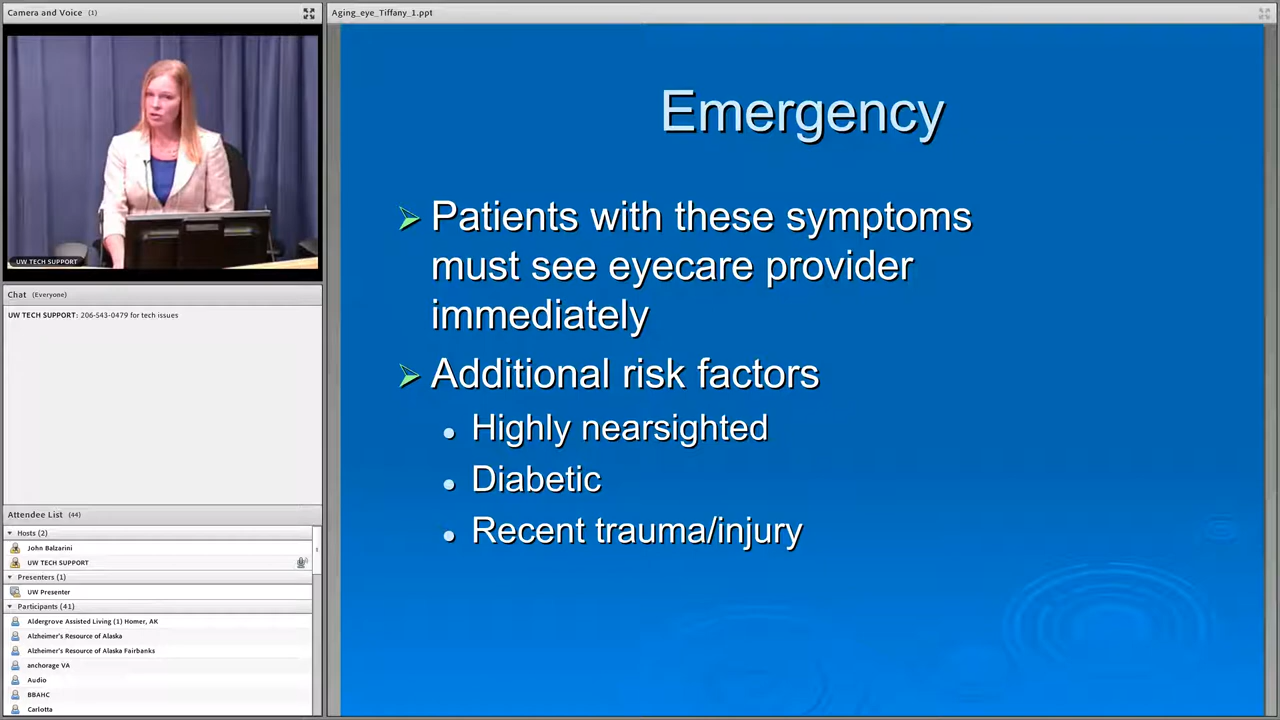 Camera and Voice (1)
UW TECH SUPPORT
Chat (Everyone)
UW TECH SUPPORT: 206-543-0479 for tech issues
Attendee List (44)
Hosts (2)
John Balzarini
UW TECH SUPPORT
Presenters (1)
UW Presenter
Participants (41)
Aldergrove Assisted Living (1) Homer, AK
Alzheimer's Resource of Alaska
Alzheimer's Resource of Alaska Fairbanks
anchorage VA
Audio
BBAHC
Carlotta
Aging_eye_Tiffany_1.ppt
Emergency
Patients with these symptoms
must see eyecare provider
immediately
Additional risk factors
Highly nearsighted
Diabetic
Recent trauma/injury